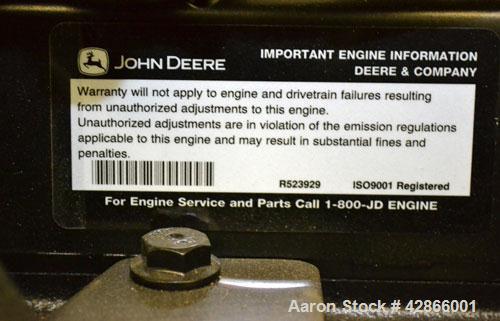 JOHN DEERE
IMPORTANT ENGINE INFORMATION
DEERE & COMPANY
Warranty will not apply to engine and drivetrain failures resulting
from unauthorized adjustments to this engine.
Unauthorized adjustments are in violation of the emission regulations
applicable to this engine and may result in substantial fines and
penalties.
R523929 ISO9001 Registered
For Engine Service and Parts Call 1-800-JD ENGINE
Aaron Stock # 42866001